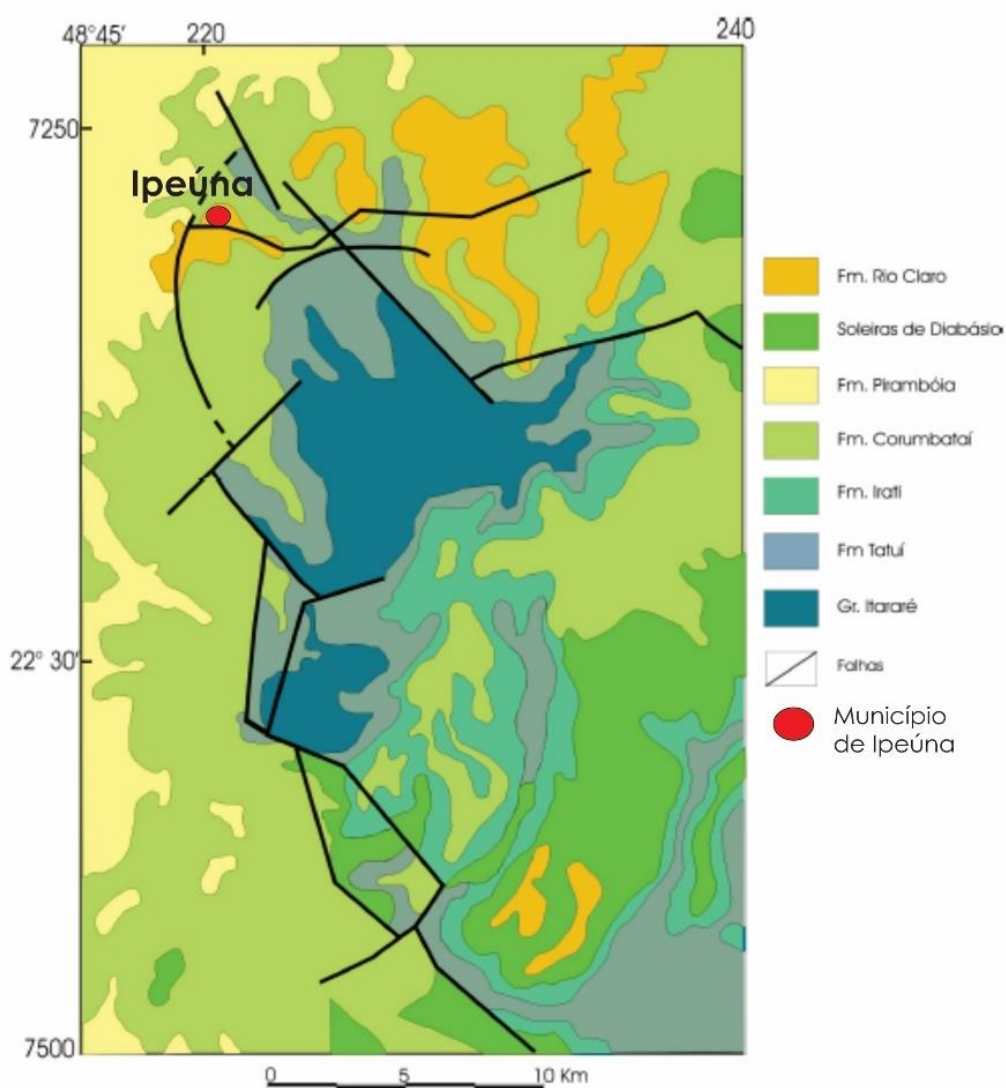 48°45'
220
240
7250
Ipeúna
22° 30'
7500
0 5 10 Km
Fm. Rio Claro
Soleiras de Diabásio
Fm. Pirambóia
Fm. Corumbataí
Fm. Irati
Fm Tatuí
Gr. Itararé
Falhas
Município
de Ipeúna